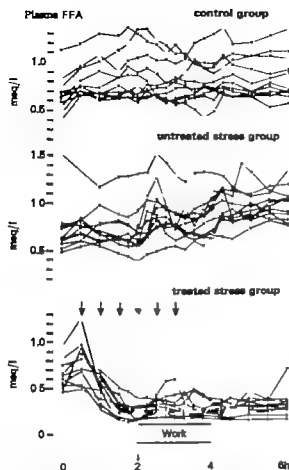 Plasma FFA
control group
meq/l
1.0
0.5
untreated stress group
1.5
meq/l
1.0
0.5
treated stress group
meq/l
1.0
0.5
0
Work
0 2 4 6h